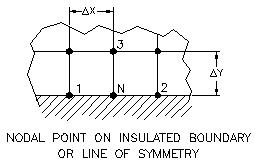 ΔX
3
ΔY
1
N
2
NODAL POINT ON INSULATED BOUNDARY
OR LINE OF SYMMETRY